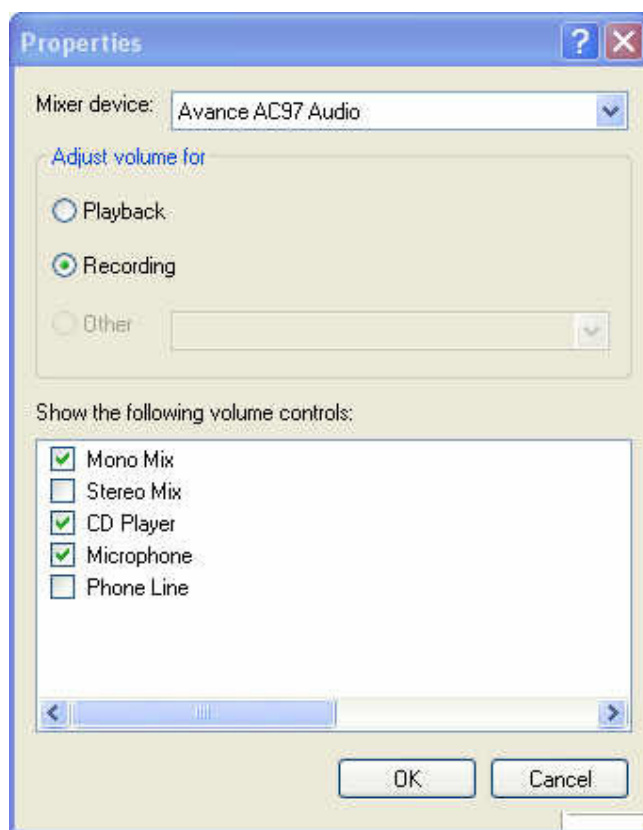 Properties
Mixer device: Avance AC97 Audio
Adjust volume for
Playback
Recording
Other
Show the following volume controls:
Mono Mix
Stereo Mix
CD Player
Microphone
Phone Line
OK Cancel